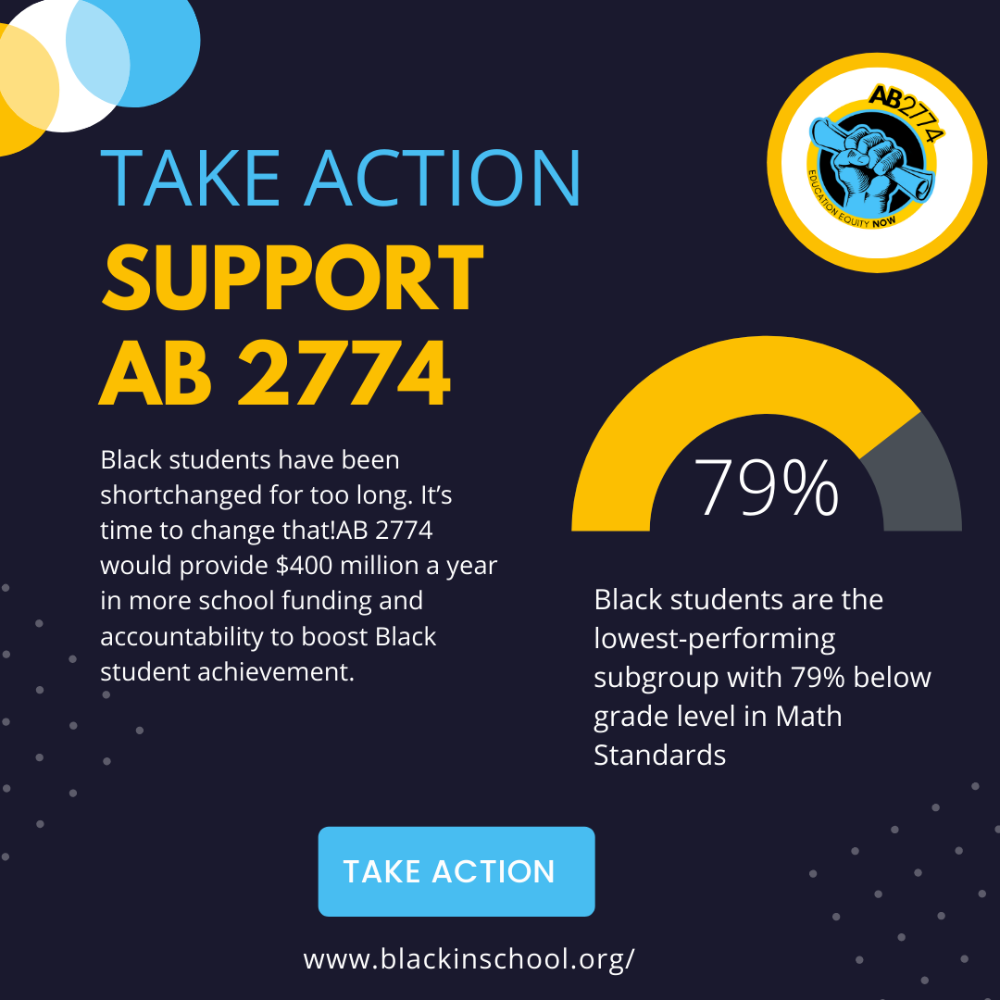 AB2774
EDUCATION EQUITY NOW
TAKE ACTION
SUPPORT
AB 2774
Black students have been
shortchanged for too long. It’s
time to change that!AB 2774
would provide $400 million a year
in more school funding and
accountability to boost Black
student achievement.
79%
Black students are the
lowest-performing
subgroup with 79% below
grade level in Math
Standards
TAKE ACTION
www.blackinschool.org/